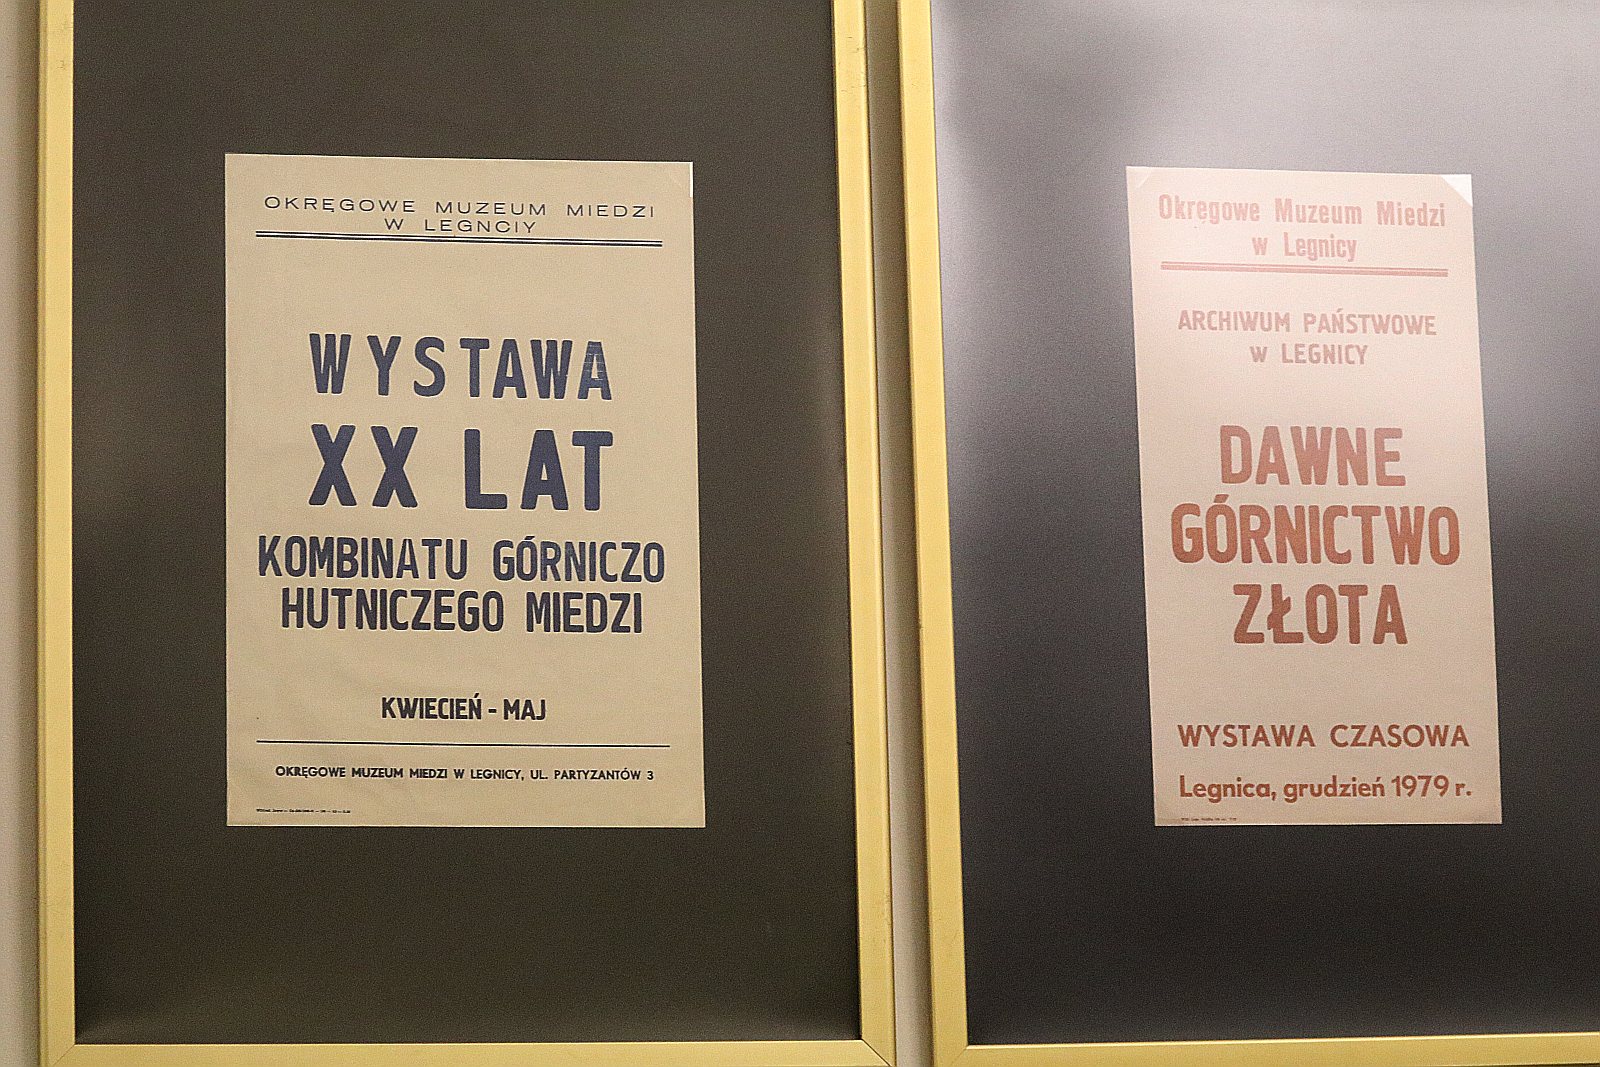 OKRĘGOWE MUZEUM MIEDZI
W LEGNCIY
WYSTAWA
XX LAT
KOMBINATU GÓRNICZO
HUTNICZEGO MIEDZI
KWIECIEŃ - MAJ
OKRĘGOWE MUZEUM MIEDZI W LEGNICY, UL. PARTYZANTÓW 3
Okręgowe Muzeum Miedzi
w Legnicy
ARCHIWUM PAŃSTWOWE
w LEGNICY
DAWNE
GÓRNICTWO
ZŁOTA
WYSTAWA CZASOWA
Legnica, grudzień 1979 r.